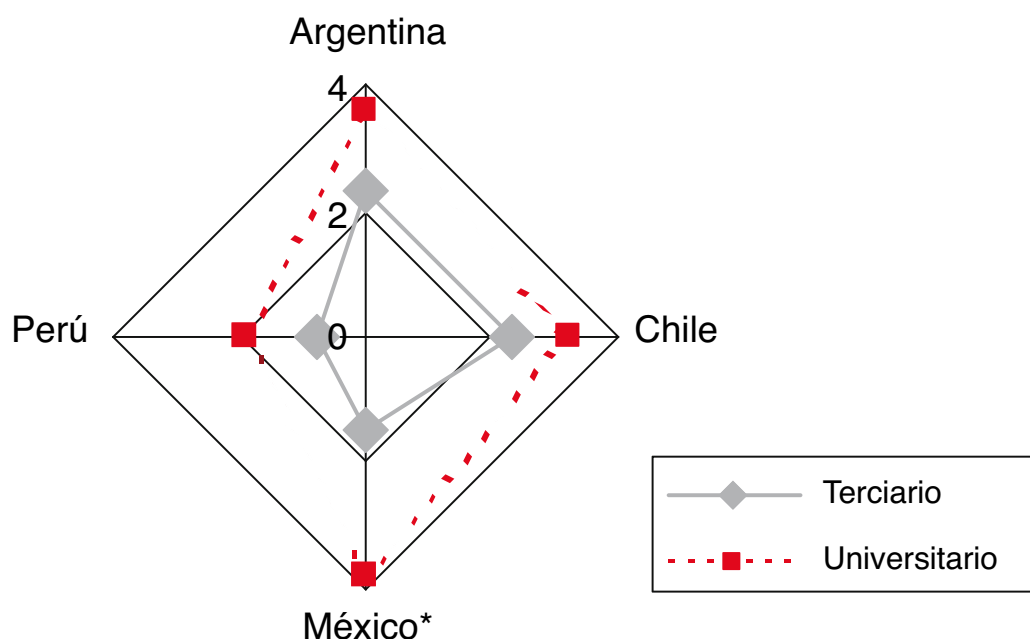 Argentina
4
2
Perú
0
Chile
México*
Terciario
Universitario